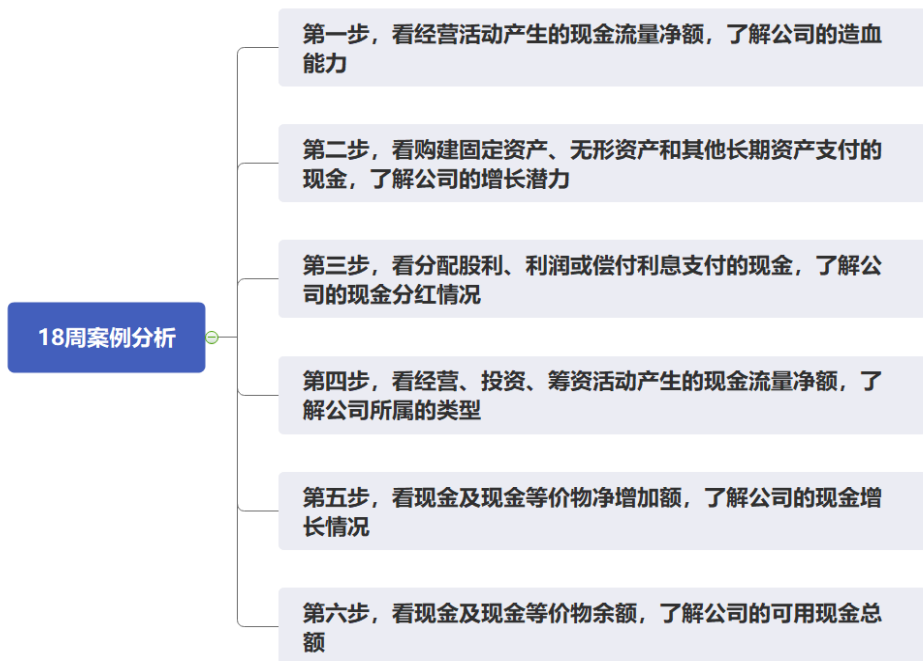 第一步，看经营活动产生的现金流量净额，了解公司的造血
能力
第二步，看购建固定资产、无形资产和其他长期资产支付的
现金，了解公司的增长潜力
第三步，看分配股利、利润或偿付利息支付的现金，了解公
司的现金分红情况
18周案例分析
第四步，看经营、投资、筹资活动产生的现金流量净额，了
解公司所属的类型
第五步，看现金及现金等价物净增加额，了解公司的现金增
长情况
第六步，看现金及现金等价物余额，了解公司的可用现金总
额